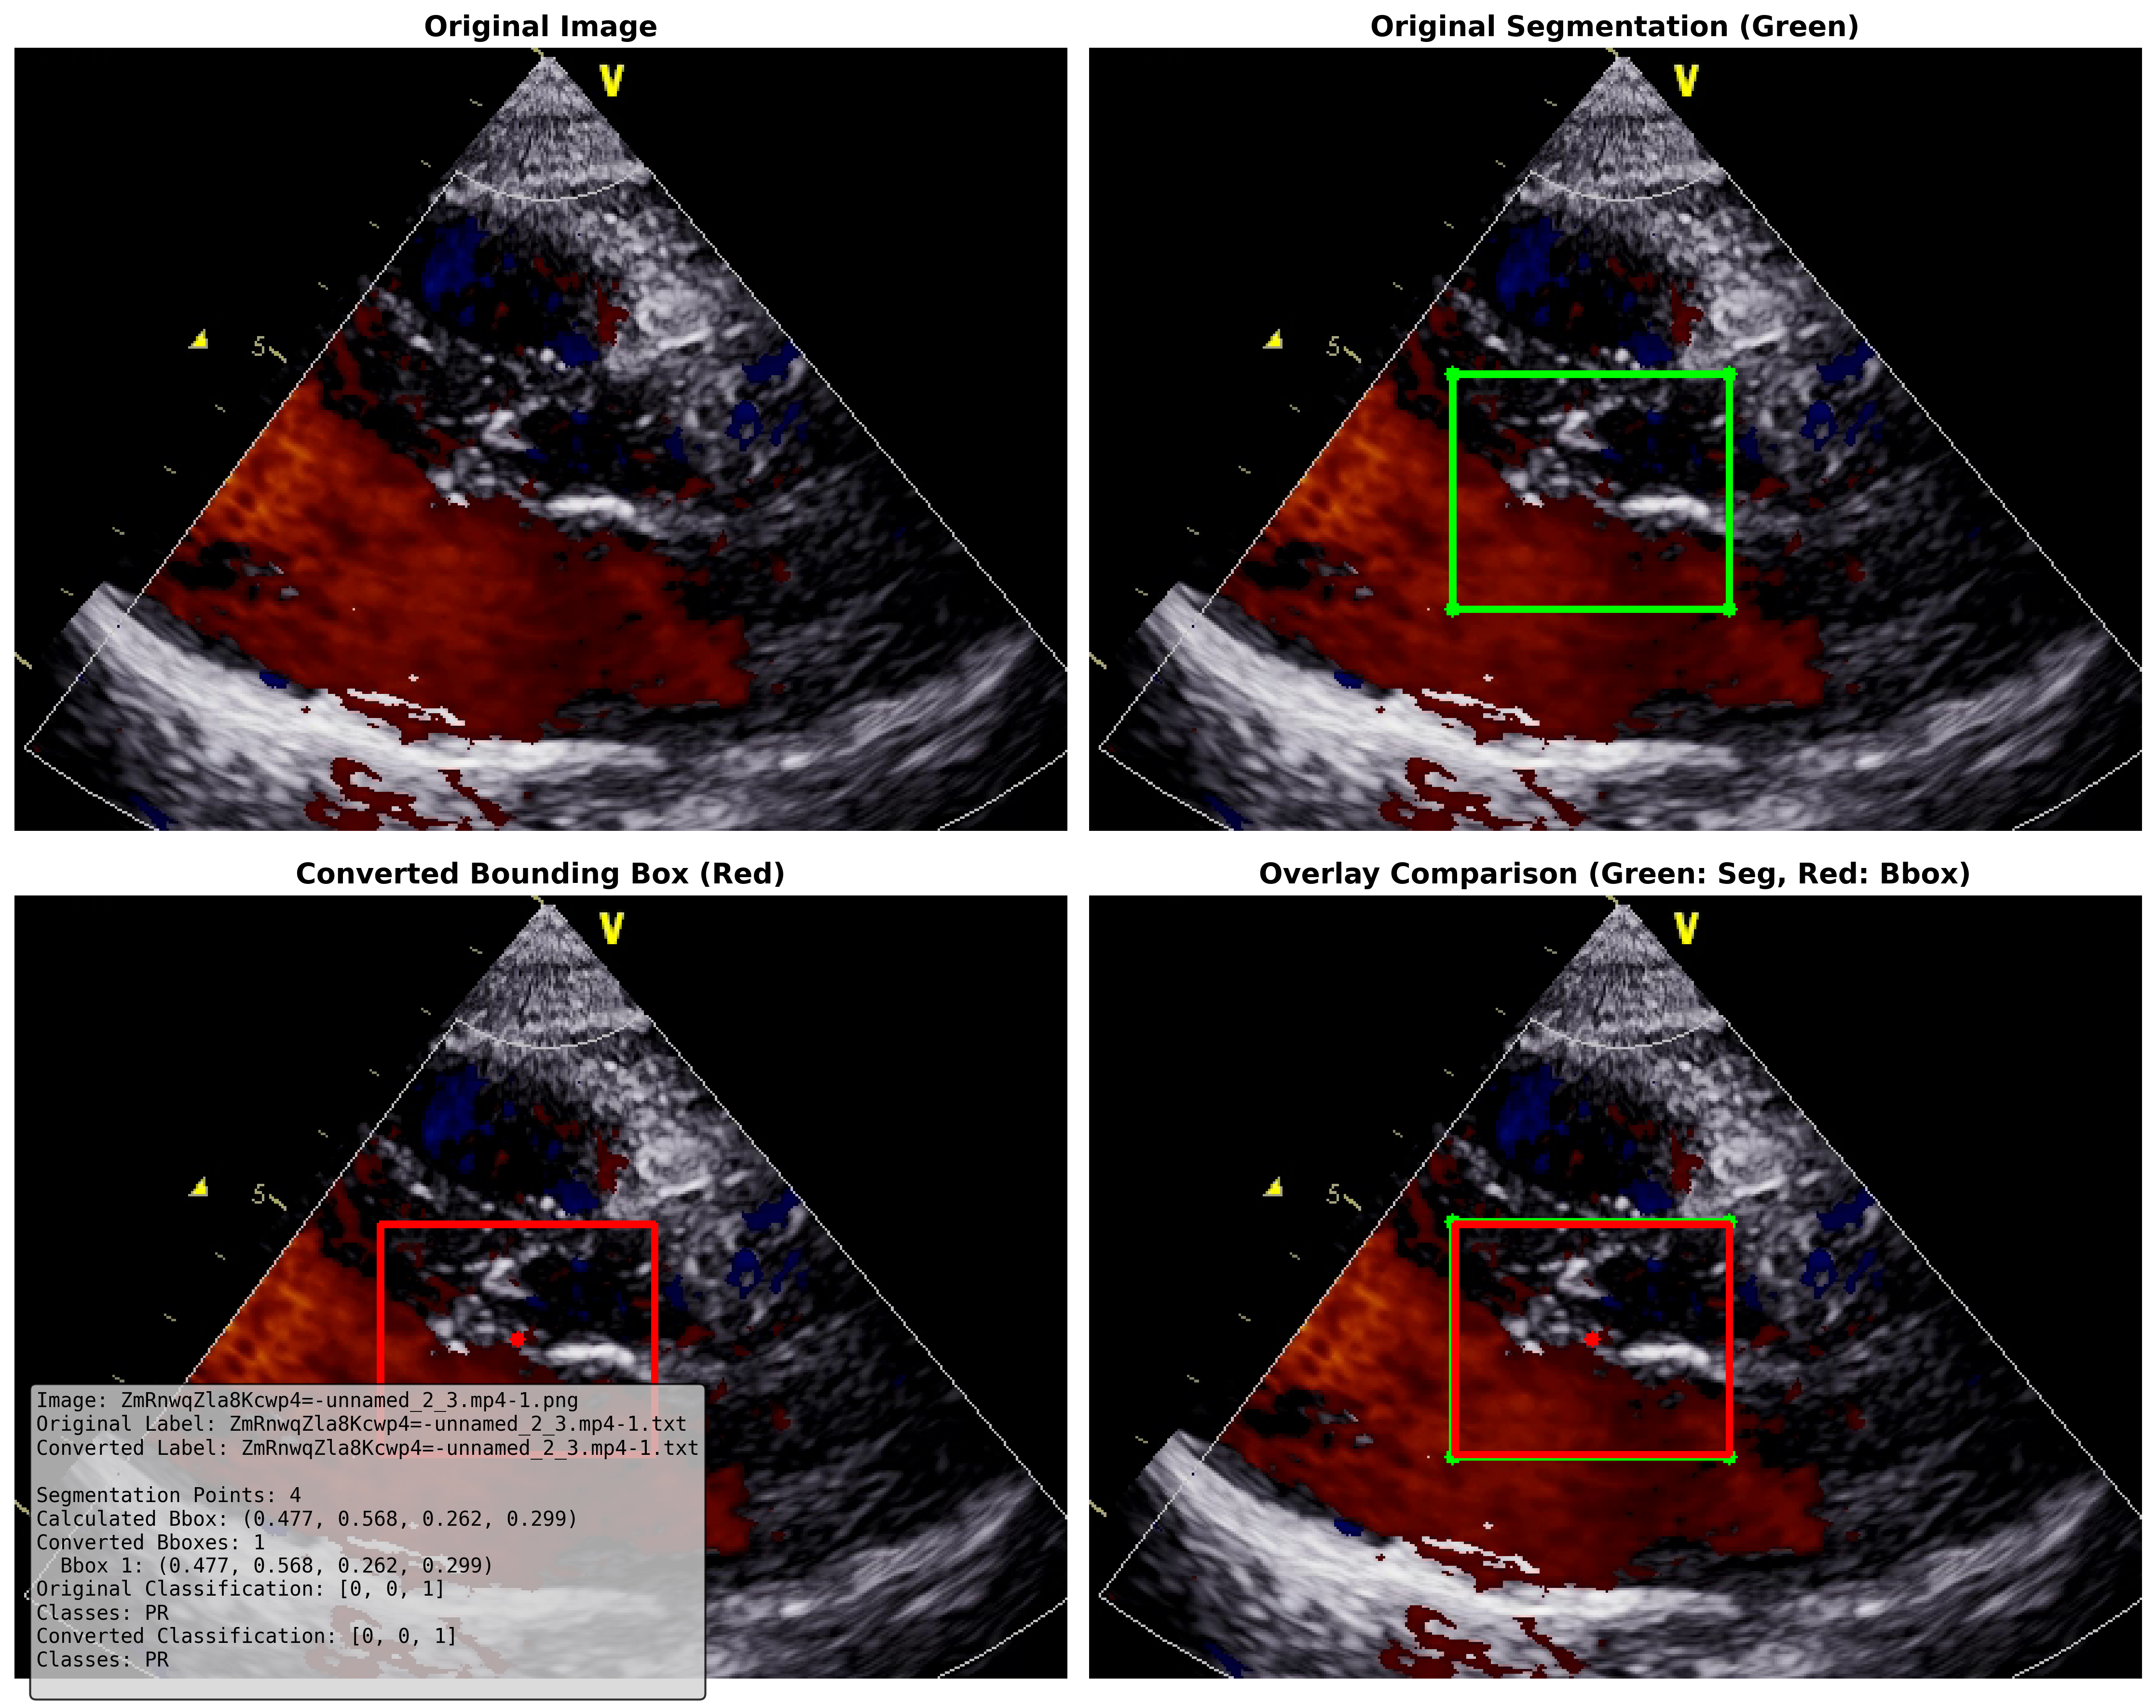 Original Image
Original Segmentation (Green)
V
5
V
5
Converted Bounding Box (Red)
Overlay Comparison (Green: Seg, Red: Bbox)
V
5
V
5
Image: ZmRnwqZla8Kcwp4=-unnamed_2_3.mp4-1.png
Original Label: ZmRnwqZla8Kcwp4=-unnamed_2_3.mp4-1.txt
Converted Label: ZmRnwqZla8Kcwp4=-unnamed_2_3.mp4-1.txt
Segmentation Points: 4
Calculated Bbox: (0.477, 0.568, 0.262, 0.299)
Converted Bboxes: 1
Bbox 1: (0.477, 0.568, 0.262, 0.299)
Original Classification: [0, 0, 1]
Classes: PR
Converted Classification: [0, 0, 1]
Classes: PR